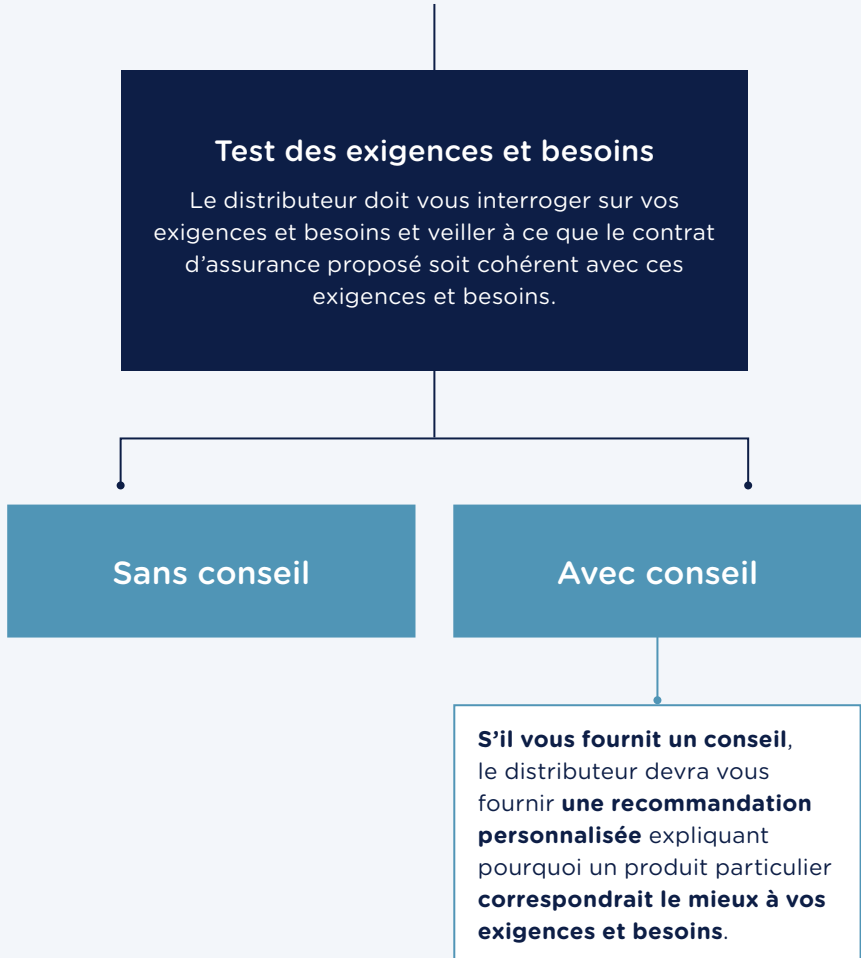 Test des exigences et besoins
Le distributeur doit vous interroger sur vos
exigences et besoins et veiller à ce que le contrat
d’assurance proposé soit cohérent avec ces
exigences et besoins.
Sans conseil
Avec conseil
S’il vous fournit un conseil,
le distributeur devra vous
fournir une recommandation
personnalisée expliquant
pourquoi un produit particulier
correspondrait le mieux à vos
exigences et besoins.